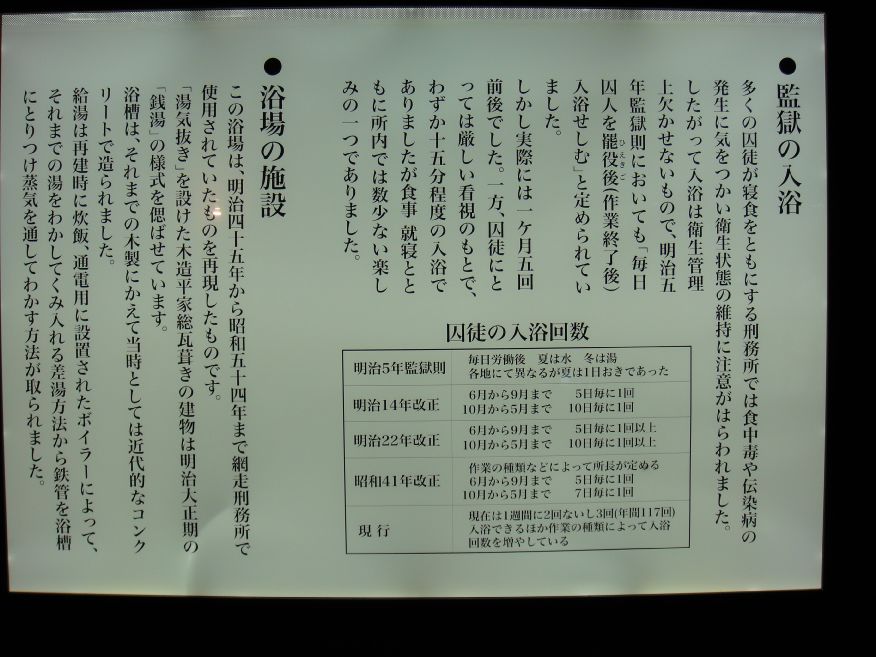 ●監獄の入浴
多くの囚徒が寝食をともにする刑務所では食中毒や伝染病の
発生に気をつかい衛生状態の維持に注意がはらわれました。
したがって入浴は衛生管理
上欠かせないもので、明治五
年監獄則においても「毎日
囚人を罷役後(作業終了後)
ひえきご
入浴せしむ」と定められてい
ました。
しかし実際には一ヶ月五回
前後でした。一方、囚徒にと
っては厳しい看視のもとで、
わずか十五分程度の入浴で
ありましたが食事 就寝とと
もに所内では数少ない楽し
みの一つでありました。
囚徒の入浴回数
明治5年監獄則
毎日労働後 夏は水 冬は湯
各地にて異なるが夏は1日おきであった
明治14年改正
6月から9月まで 5日毎に1回
10月から5月まで 10日毎に1回
明治22年改正
6月から9月まで 5日毎に1回以上
10月から5月まで 10日毎に1回以上
昭和41年改正
作業の種類などによって所長が定ぬる
6月から9月まで 5日毎に1回
10月から5月まで 7日毎に1回
現行
現在は1週間に2回ないし3回(年間117回)
入浴できるほか作業の種類によって入浴
回数を増やしている
●浴場の施設
この浴場は、明治四十五年から昭和五十四年まで網走刑務所で
使用されていたものを再現したものです。
「湯気抜き」を設けた木造平家総瓦葺きの建物は明治大正期の
「銭湯」の様式を偲ばせています。
浴槽は、それまでの木製にかえて当時としては近代的なコンク
リートで造られました。
給湯は再建時に炊飯、通電用に設置されたボイラーによって、
それまでの湯をわかしてくみ入れる差湯方法から鉄管を浴槽
にとりつけ蒸気を通してわかす方法が取られました。